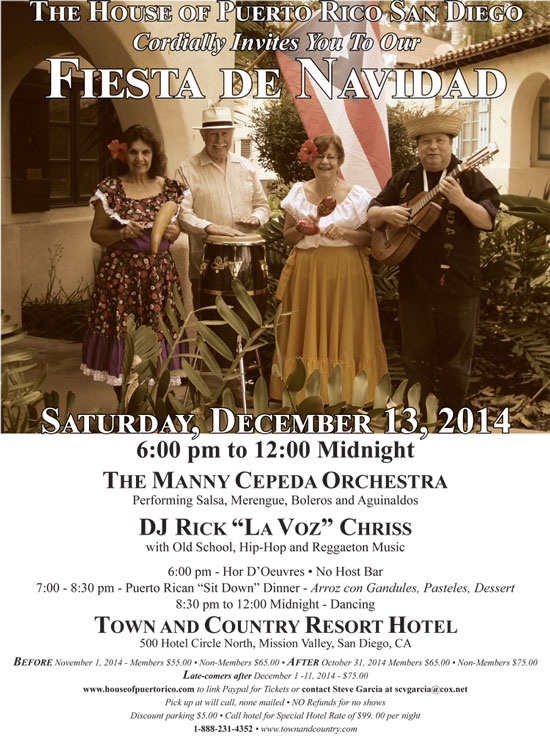 The House of Puerto Rico San Diego
Cordially Invites You To Our
Fiesta de Navidad
Saturday, December 13, 2014
6:00 pm to 12:00 Midnight
The Manny Cepeda Orchestra
Performing Salsa, Merengue, Boleros and Aguinaldos
DJ Rick “La Voz” Chriss
with Old School, Hip-Hop and Reggaeton Music
6:00 pm - Hor D’Oeuvres • No Host Bar
7:00 - 8:30 pm - Puerto Rican “Sit Down” Dinner - Arroz con Gandules, Pasteles, Dessert
8:30 pm to 12:00 Midnight - Dancing
Town and Country Resort Hotel
500 Hotel Circle North, Mission Valley, San Diego, CA
Before November 1, 2014 - Members $55.00 • Non-Members $65.00 • After October 31, 2014 Members $65.00 • Non-Members $75.00
Late-comers after December 1 -11, 2014 - $75.00
www.houseofpuertorico.com to link Paypal for Tickets or contact Steve Garcia at scvgarcia@cox.net
Pick up at will call, none mailed • NO Refunds for no shows
Discount parking $5.00 • Call hotel for Special Hotel Rate of $99. 00 per night
1-888-231-4352 • www.townandcountry.com